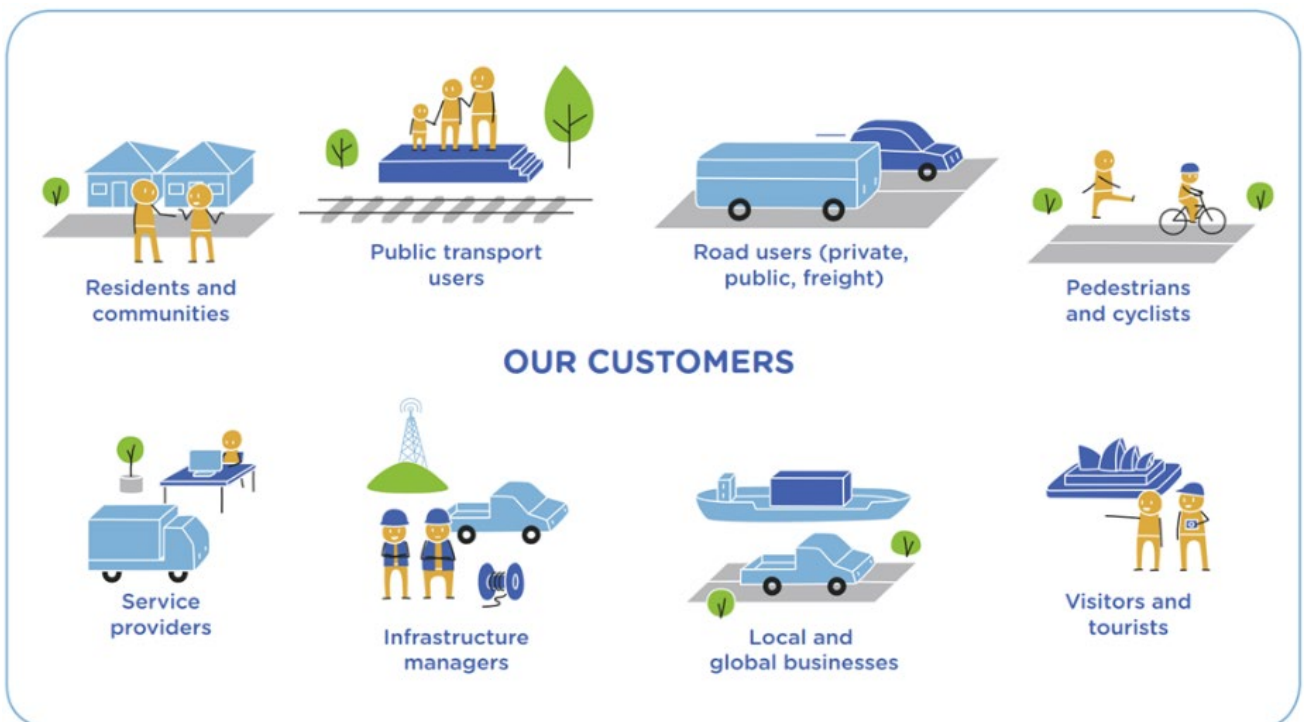 Public transport
users
Road users (private,
public, freight)
Residents and
communities
Pedestrians
and cyclists
OUR CUSTOMERS
Service
providers
Infrastructure
managers
Local and
global businesses
Visitors and
tourists